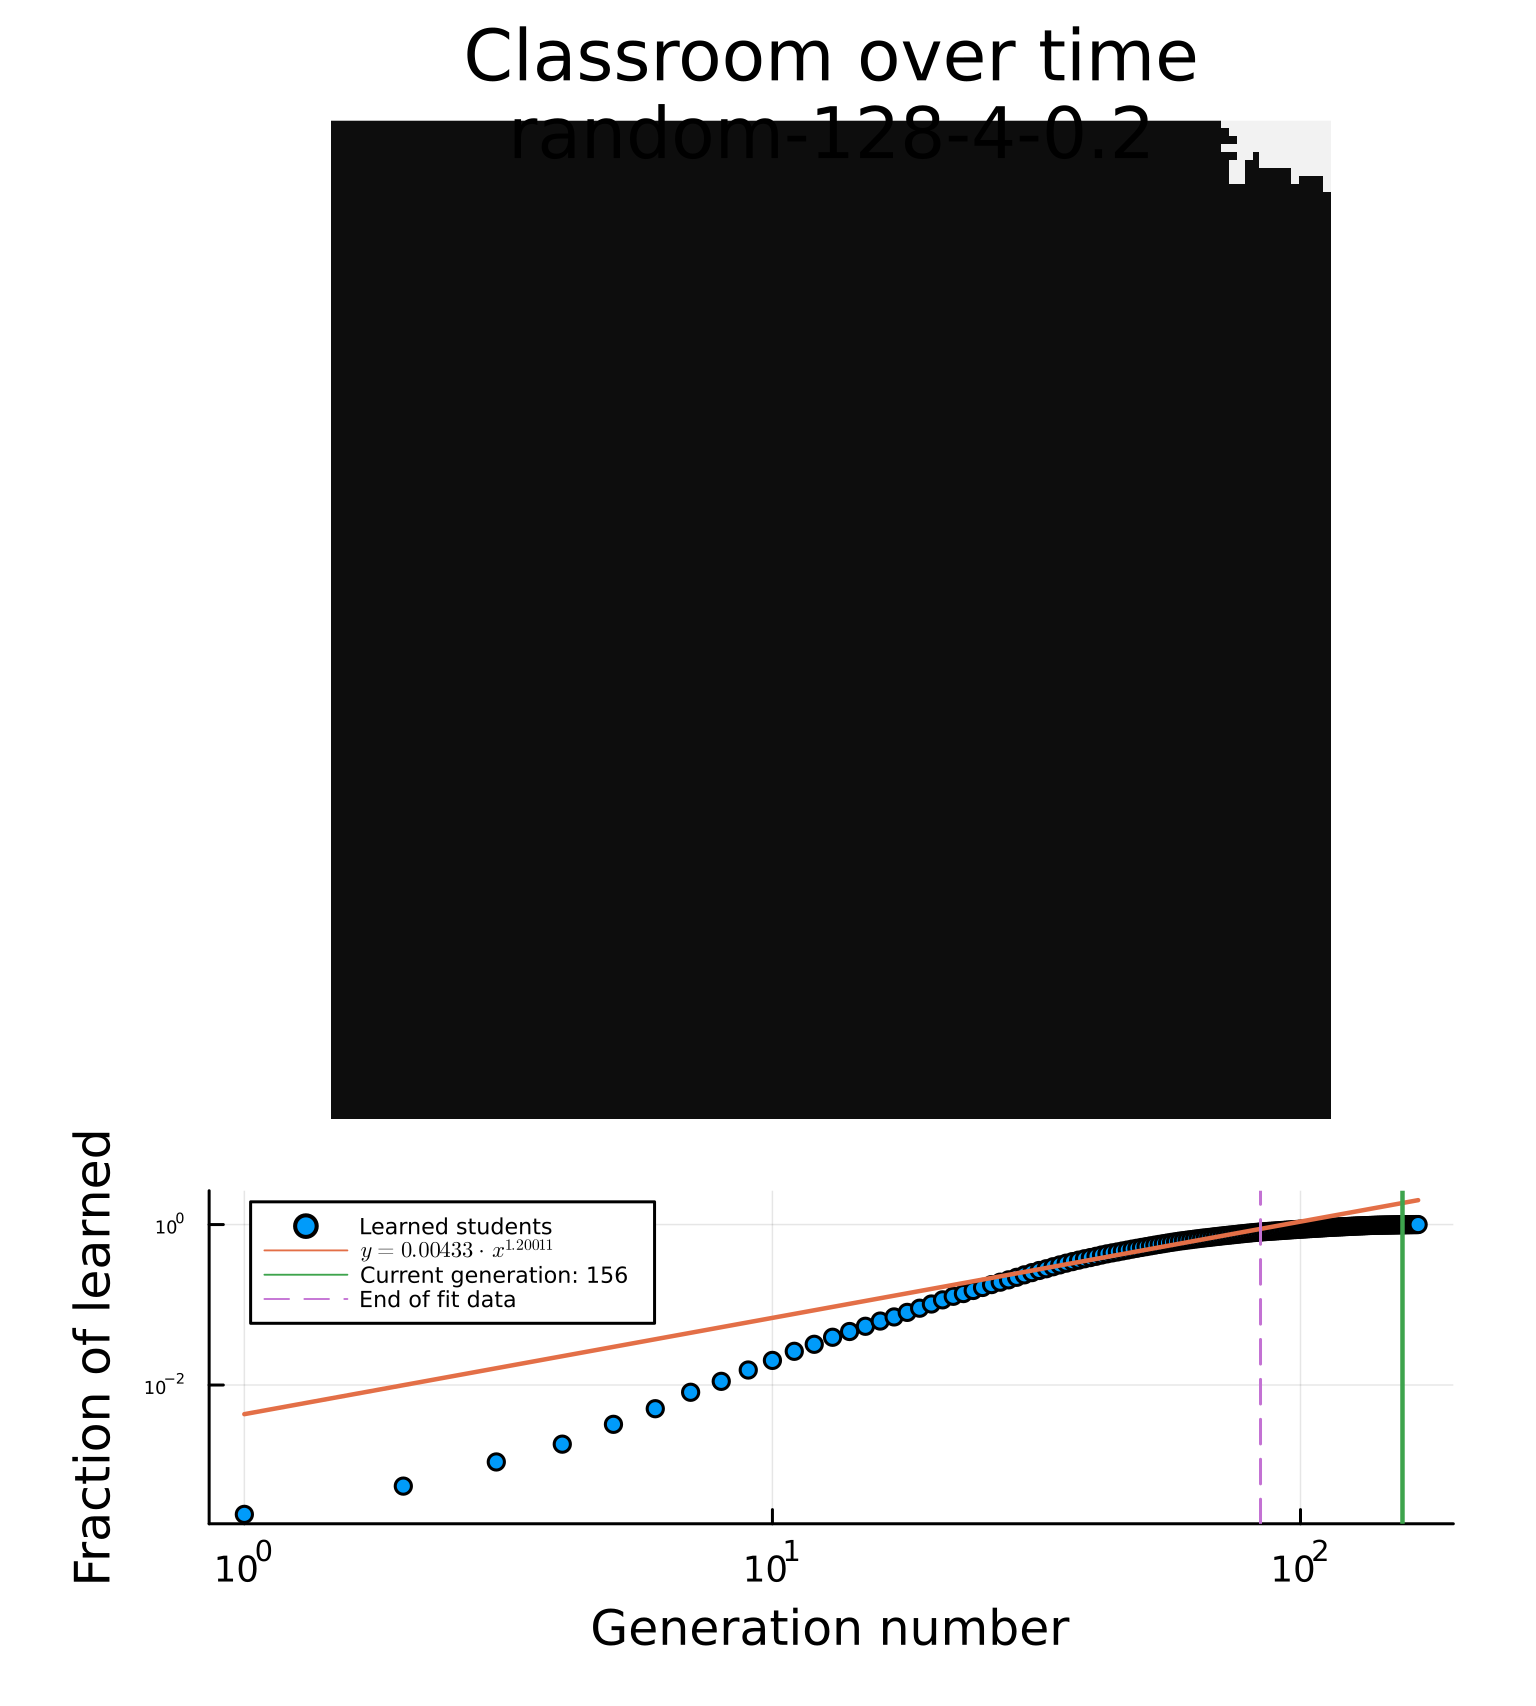 Classroom over time
random-128-4-0.2
Fraction of learned
10⁰
10⁻²
Learned students
y = 0.00433 · x^1.20011
Current generation: 156
End of fit data
10⁰ 10¹ 10²
Generation number